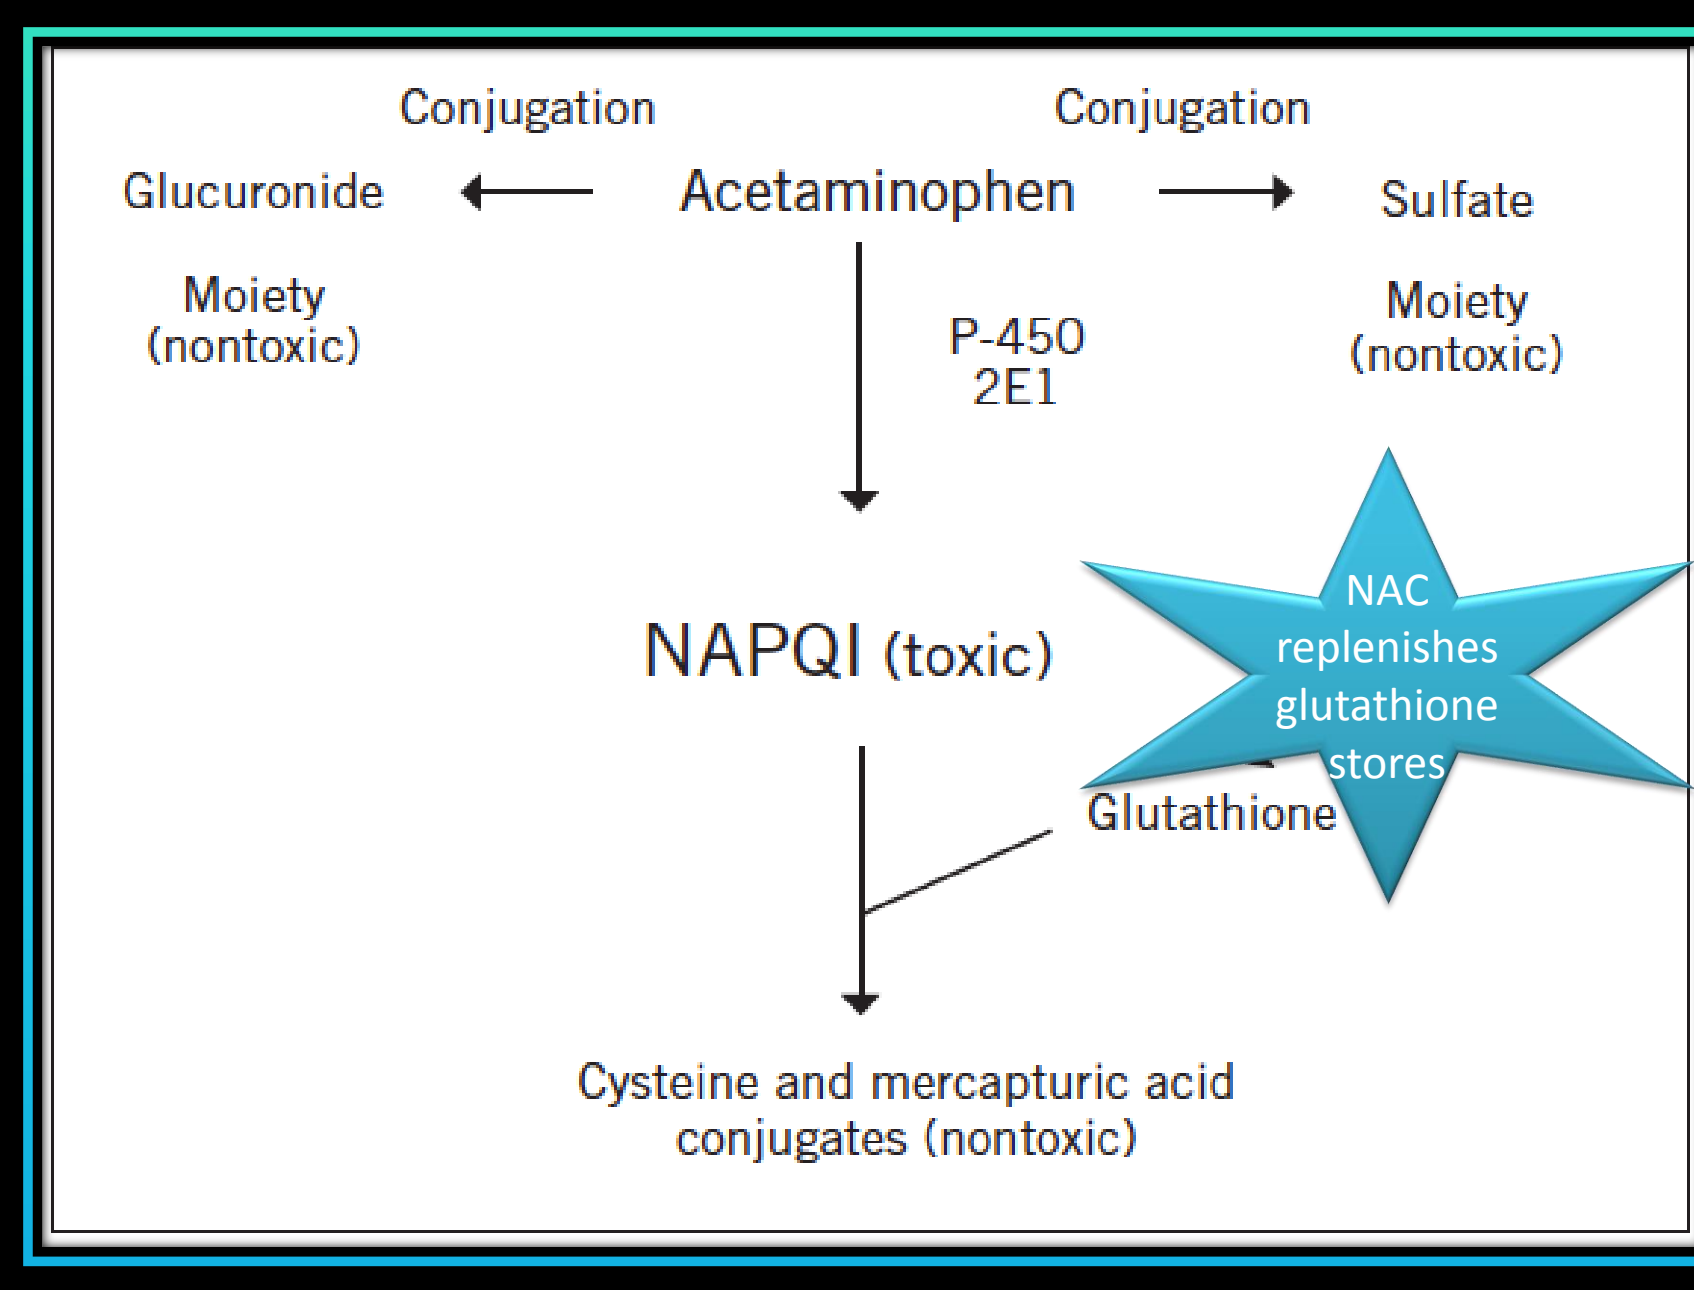 Conjugation
Conjugation
Glucuronide
Acetaminophen
Sulfate
Moiety
(nontoxic)
Moiety
(nontoxic)
P-450
2E1
NAPQI (toxic)
NAC
replenishes
glutathione
stores
Glutathione
Cysteine and mercapturic acid
conjugates (nontoxic)